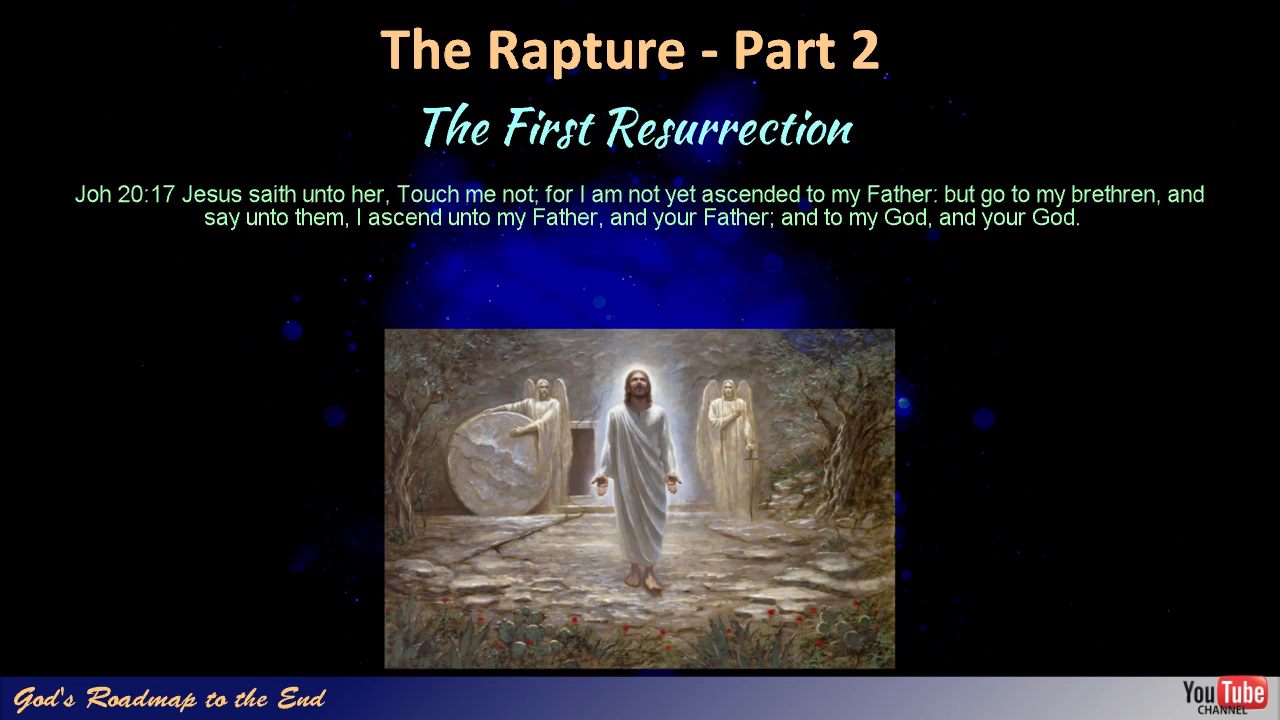 The Rapture - Part 2
The First Resurrection
Joh 20:17 Jesus saith unto her, Touch me not; for I am not yet ascended to my Father: but go to my brethren, and
say unto them, I ascend unto my Father, and your Father; and to my God, and your God.
God's Roadmap to the End
YouTube
CHANNEL